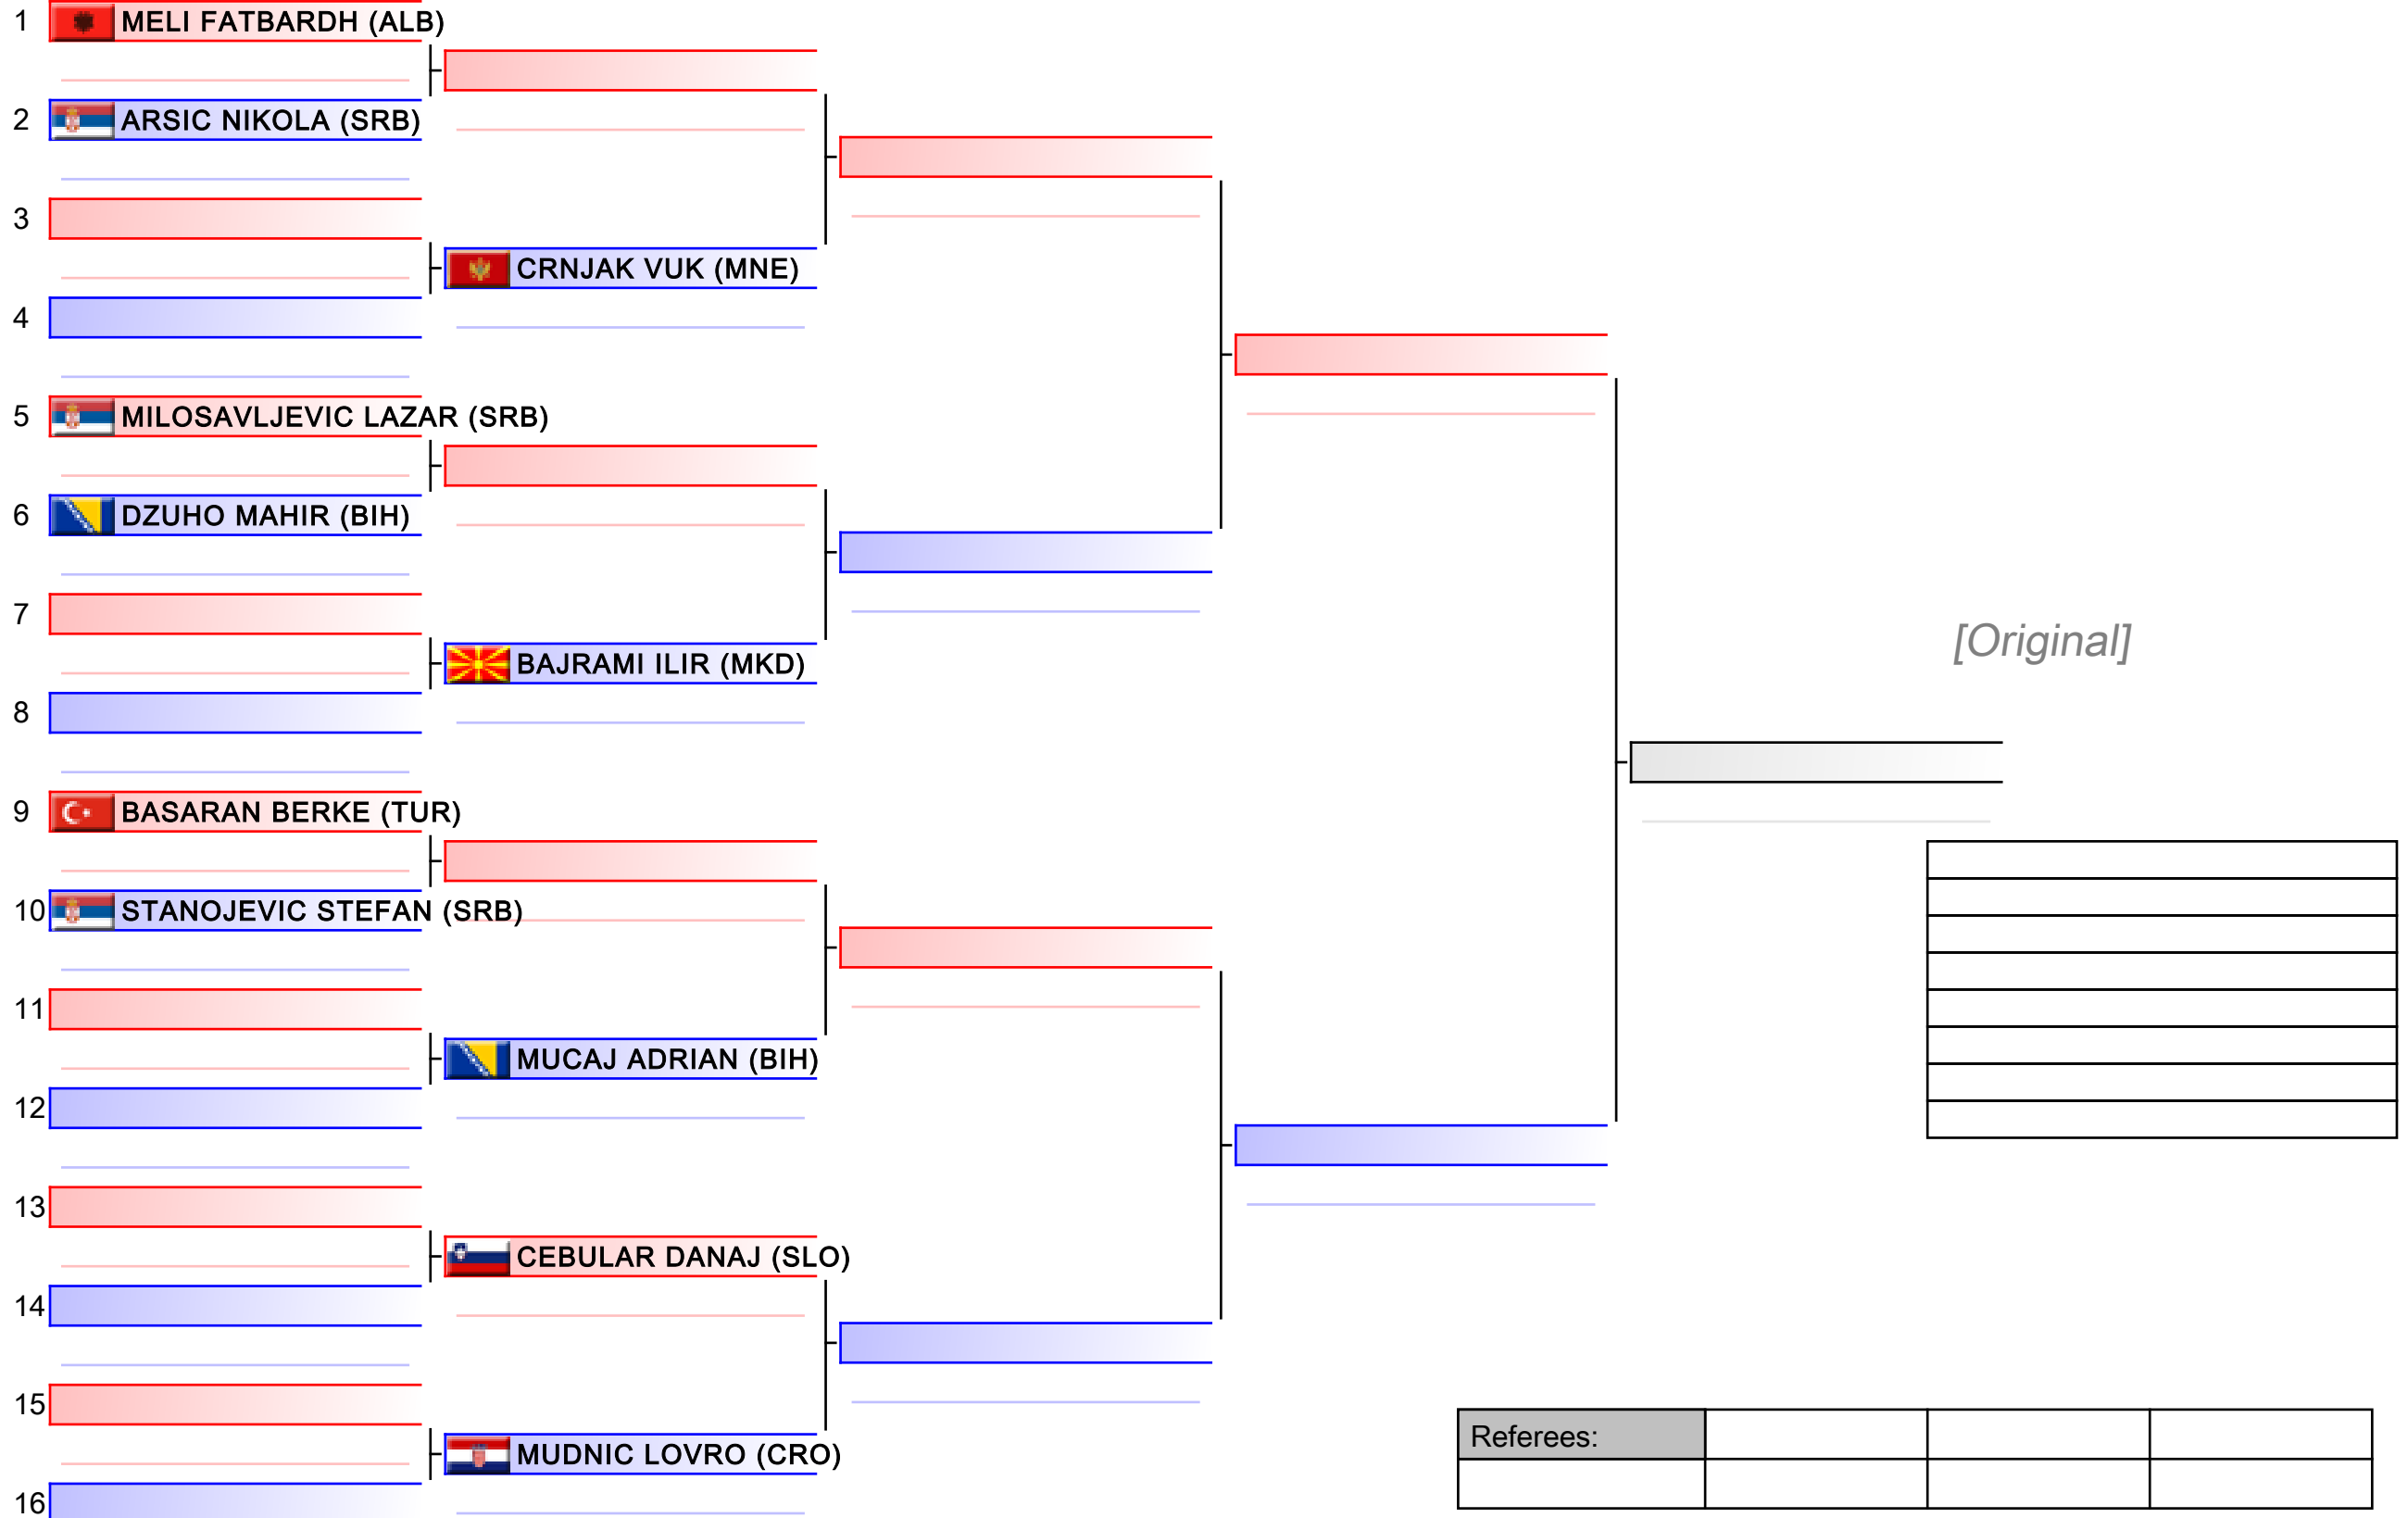 1 MELI FATBARDH (ALB)
2 ARSIC NIKOLA (SRB)
3
CRNJAK VUK (MNE)
4
5 MILOSAVLJEVIC LAZAR (SRB)
6 DZUHO MAHIR (BIH)
7
[Original]
BAJRAMI ILIR (MKD)
8
9 BASARAN BERKE (TUR)
10 STANOJEVIC STEFAN (SRB)
11
MUCAJ ADRIAN (BIH)
12
13
CEBULAR DANAJ (SLO)
14
15
Referees:
MUDNIC LOVRO (CRO)
16